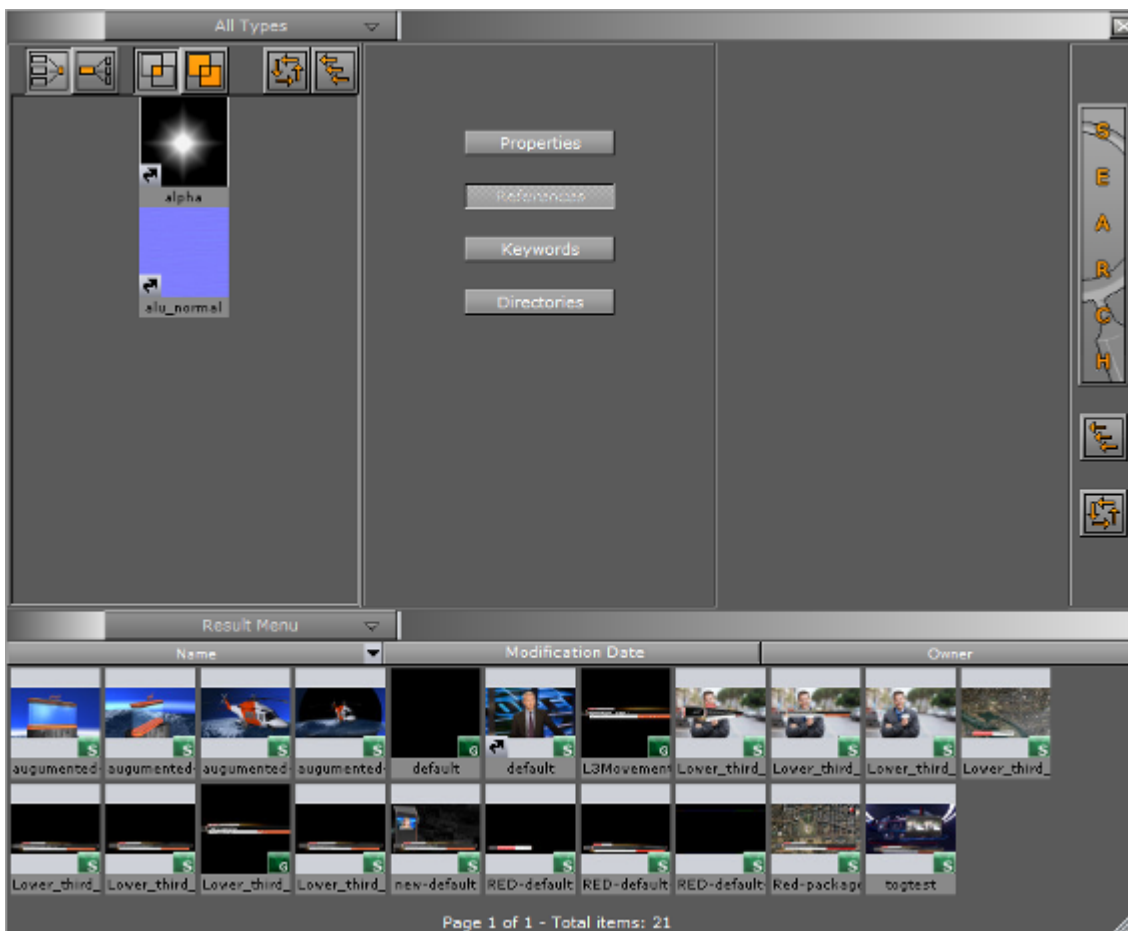 All Types
alpha
alu_normal
Properties
References
Keywords
Directories
S
E
A
R
C
H
Result Menu
Name Modification Date Owner
S S S S G S G S S S S
augumented- augumented- augumented- augumented- default default L3Movement Lower_third_ Lower_third_ Lower_third_ Lower_third_
S S G S S S S S S S
Lower_third_ Lower_third_ Lower_third_ Lower_third_ new-default RED-default RED-default RED-default- Red-package togtest
Page 1 of 1 - Total items: 21